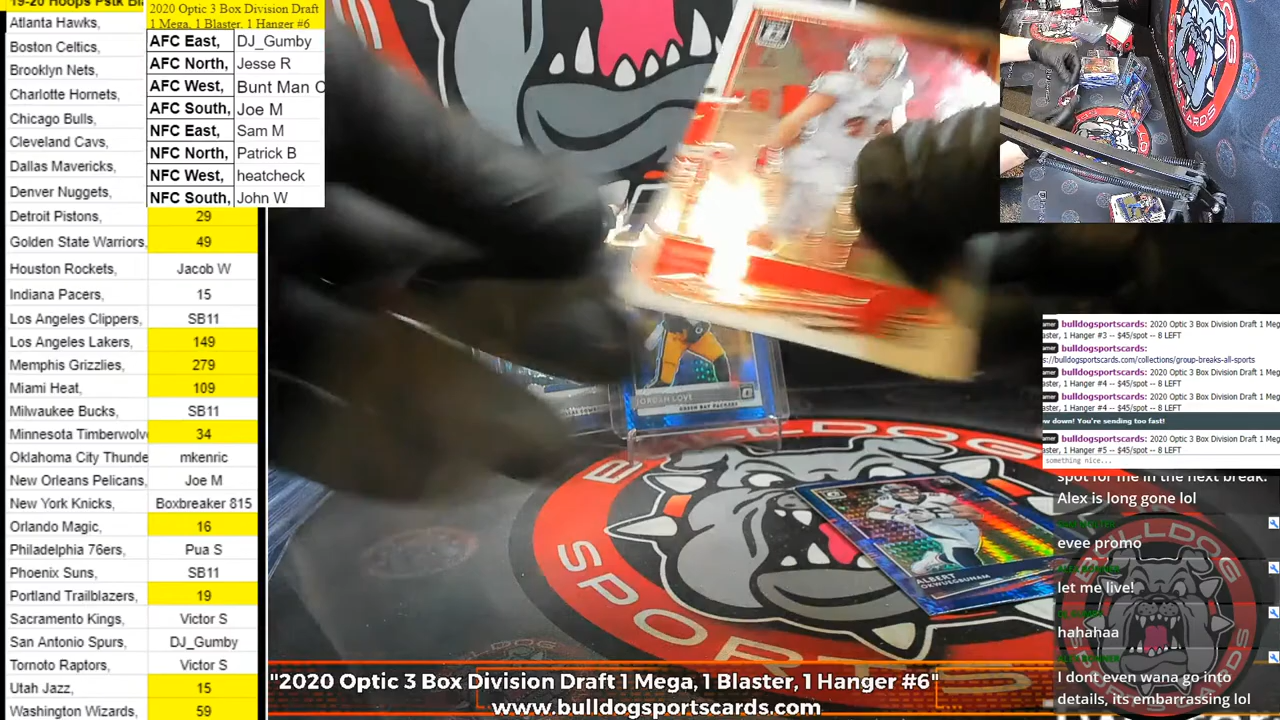 2020 Optic 3 Box Division Draft
1 Mega, 1 Blaster, 1 Hanger #6
AFC East, DJ_Gumby
AFC North, Jesse R
AFC West, Bunt Man
AFC South, Joe M
NFC East, Sam M
NFC North, Patrick B
NFC West, heatcheck
NFC South, John W
19-20 Hoops Pstk
Atlanta Hawks,
Boston Celtics,
Brooklyn Nets,
Charlotte Hornets,
Chicago Bulls,
Cleveland Cavs,
Dallas Mavericks,
Denver Nuggets,
Detroit Pistons, 29
Golden State Warriors, 49
Houston Rockets, Jacob W
Indiana Pacers, 15
Los Angeles Clippers, SB11
Los Angeles Lakers, 149
Memphis Grizzlies, 279
Miami Heat, 109
Milwaukee Bucks, SB11
Minnesota Timberwolv 34
Oklahoma City Thunde mkenric
New Orleans Pelicans, Joe M
New York Knicks, Boxbreaker 815
Orlando Magic, 16
Philadelphia 76ers, Pua S
Phoenix Suns, SB11
Portland Trailblazers, 19
Sacramento Kings, Victor S
San Antonio Spurs, DJ_Gumby
Tornoto Raptors, Victor S
Utah Jazz, 15
Washington Wizards, 59
JORDAN LOVE
GREEN BAY PACKERS
ALBERT
OKWUEGBUNAM
BULLDOG
SPORTS
bulldogsportscards: 2020 Optic 3 Box Division Draft 1 Me
aster, 1 Hanger #3 -- $45/spot -- 8 LEFT
bulldogsportscards:
s://bulldogsportscards.com/collections/group-breaks-all-sports
bulldogsportscards: 2020 Optic 3 Box Division Draft 1 Meg
aster, 1 Hanger #4 -- $45/spot -- 8 LEFT
bulldogsportscards: 2020 Optic 3 Box Division Draft 1 Meg
aster, 1 Hanger #4 -- $45/spot -- 8 LEFT
w down! You're sending too fast!
bulldogsportscards: 2020 Optic 3 Box Division Draft 1 Meg
aster, 1 Hanger #5 -- $45/spot -- 8 LEFT
something nice...
spot for me in the next break.
Alex is long gone lol
evee promo
let me live!
hahahaa
I dont even wana go into
details, its embarrassing lol
"2020 Optic 3 Box Division Draft 1 Mega, 1 Blaster, 1 Hanger #6"
www.bulldogsportscards.com